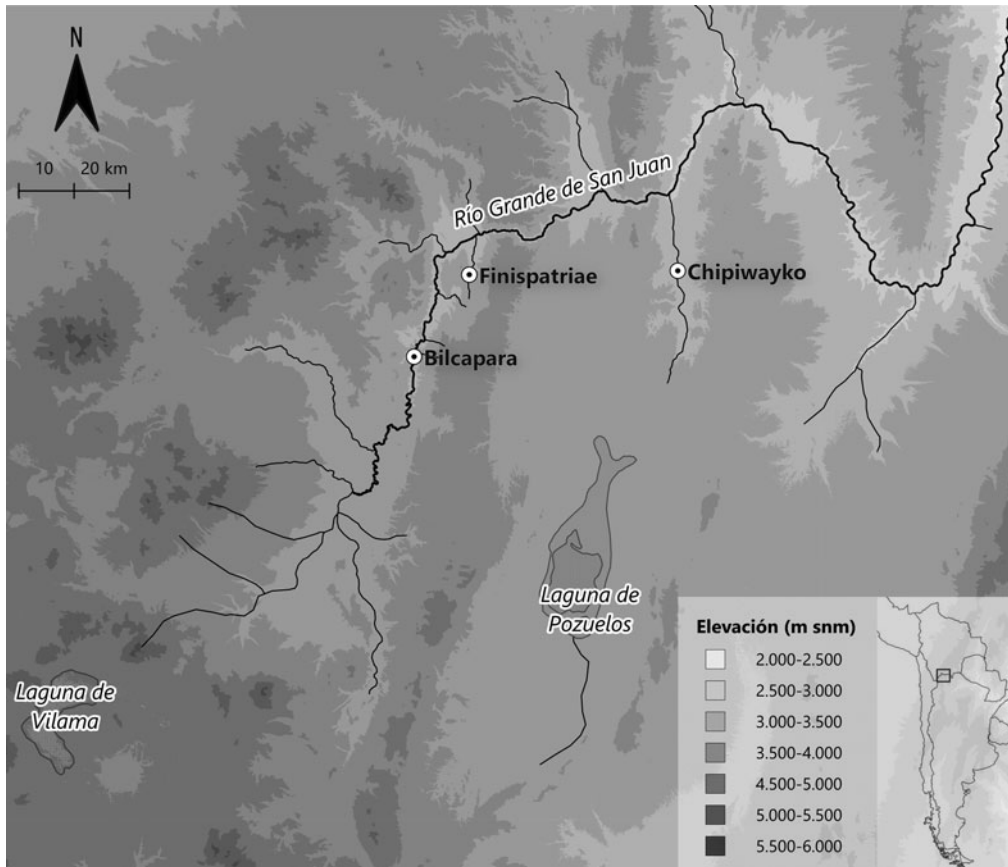 N
10 20 km
Río Grande de San Juan
Finispatriae
Chipiwayko
Bilcapara
Laguna de
Pozuelos
Laguna de
Vilama
Elevación (m snm)
2.000-2.500
2.500-3.000
3.000-3.500
3.500-4.000
4.500-5.000
5.000-5.500
5.500-6.000